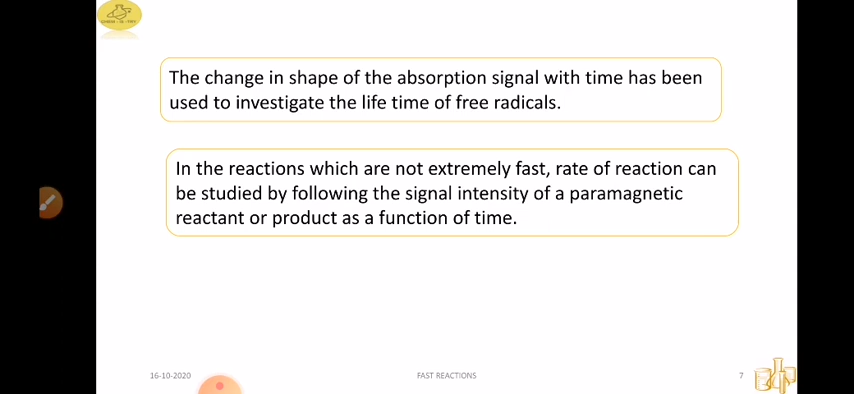 The change in shape of the absorption signal with time has been
used to investigate the life time of free radicals.
In the reactions which are not extremely fast, rate of reaction can
be studied by following the signal intensity of a paramagnetic
reactant or product as a function of time.
16-10-2020
FAST REACTIONS
7